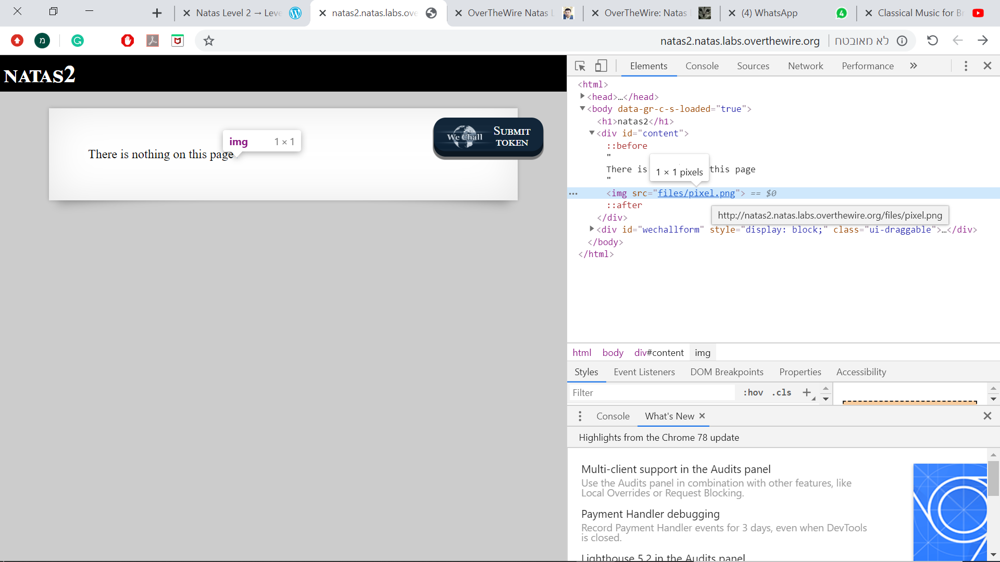 Natas Level 2 → Leve
natas2.natas.labs.ove
OverTheWire Natas L
OverTheWire: Natas
(4) WhatsApp
4
Classical Music for Br
מ
G
natas2.natas.labs.overthewire.org
לא מאובטח
NATAS2
img 1 × 1
There is nothing on this page
We Chall
SUBMIT
TOKEN
Elements
Console
Sources
Network
Performance
<html>
<head>…</head>
<body data-gr-c-s-loaded="true">
<h1>natas2</h1>
<div id="content">
::before
"
There is this page
1 × 1 pixels
"
<img src="files/pixel.png"> == $0
::after
http://natas2.natas.labs.overthewire.org/files/pixel.png
</div>
<div id="wechallform" style="display: block;" class="ui-draggable">…</div>
</body>
</html>
html body div#content img
Styles
Event Listeners
DOM Breakpoints
Properties
Accessibility
Filter
:hov .cls +
Console
What's New
Highlights from the Chrome 78 update
Multi-client support in the Audits panel
Use the Audits panel in combination with other features, like
Local Overrides or Request Blocking.
Payment Handler debugging
Record Payment Handler events for 3 days, even when DevTools
is closed.
Lighthouse 5.2 in the Audits panel